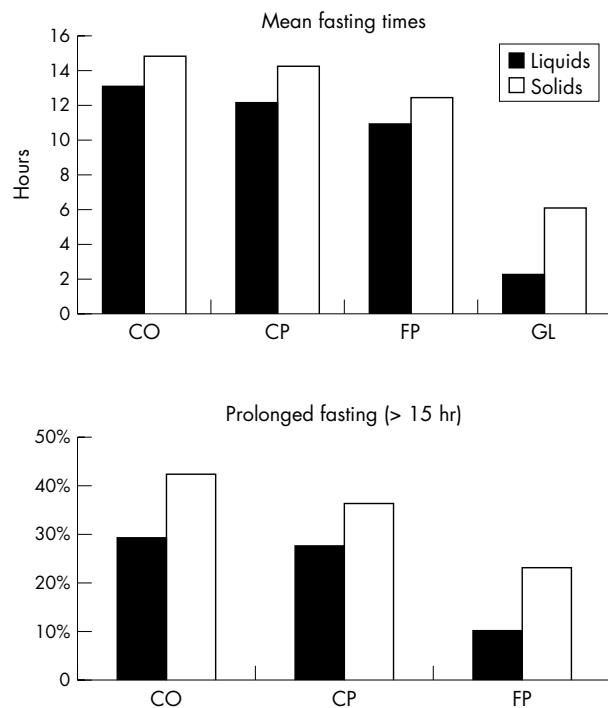 Mean fasting times
16
14
12
10
8
6
4
2
0
Hours
Liquids
Solids
CO CP FP GL
Prolonged fasting (> 15 hr)
50%
40%
30%
20%
10%
0
CO CP FP